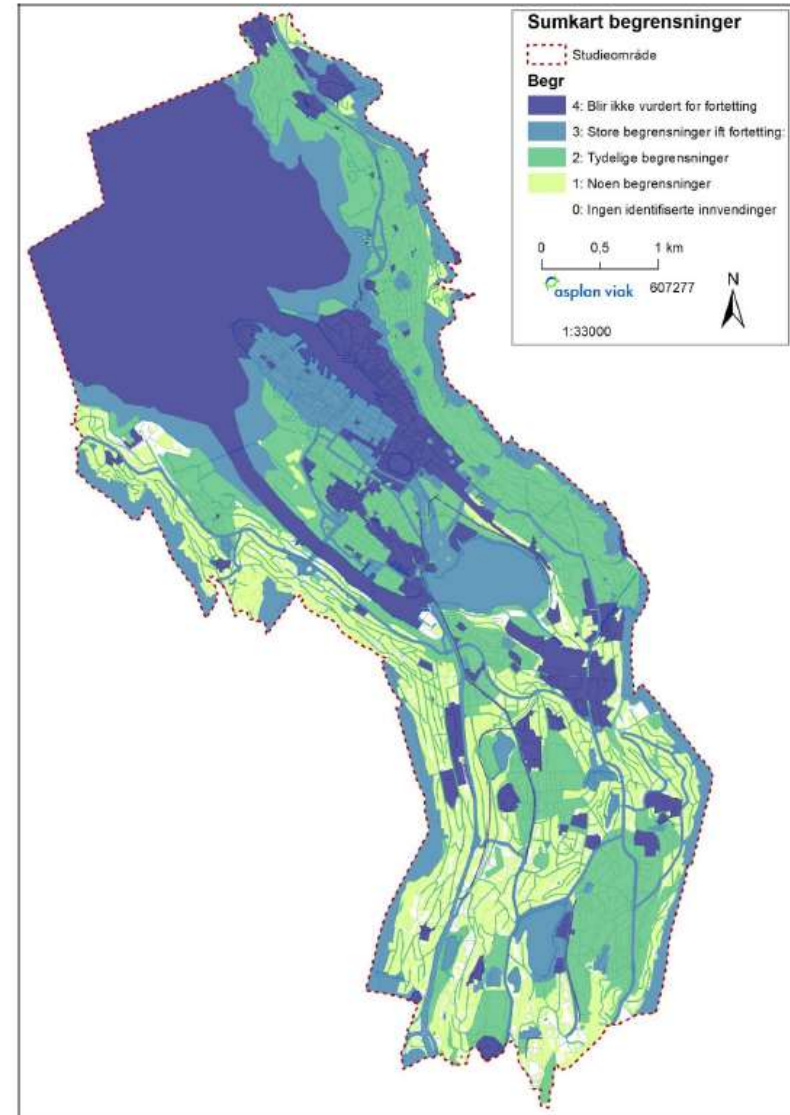 Sumkart begrensninger
Studieområde
Begr
4: Blir ikke vurdert for fortetting
3: Store begrensninger ift fortetting:
2: Tydelige begrensninger
1: Noen begrensninger
0: Ingen identifiserte innvendinger
0 0,5 1 km
asplan viak 607277
N
1:33000